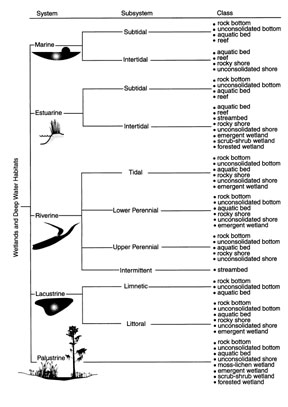 System Subsystem Class
Wetlands and Deep Water Habitats
Marine
Subtidal
• rock bottom
• unconsolidated bottom
• aquatic bed
• reef
Intertidal
• aquatic bed
• reef
• rocky shore
• unconsolidated shore
Estuarine
Subtidal
• rock bottom
• unconsolidated bottom
• aquatic bed
• reef
Intertidal
• aquatic bed
• reef
• streambed
• rocky shore
• unconsolidated shore
• emergent wetland
• scrub-shrub wetland
• forested wetland
Riverine
Tidal
• rock bottom
• unconsolidated bottom
• aquatic bed
• rocky shore
• unconsolidated shore
• emergent wetland
Lower Perennial
• rock bottom
• unconsolidated bottom
• aquatic bed
• rocky shore
• unconsolidated shore
• emergent wetland
Upper Perennial
• rock bottom
• unconsolidated bottom
• aquatic bed
• rocky shore
• unconsolidated shore
Intermittent
• streambed
Lacustrine
Limnetic
• rock bottom
• unconsolidated bottom
• aquatic bed
Littoral
• rock bottom
• unconsolidated bottom
• aquatic bed
• rocky shore
• unconsolidated shore
• emergent wetland
Palustrine
• rock bottom
• unconsolidated bottom
• aquatic bed
• unconsolidated shore
• moss-lichen wetland
• emergent wetland
• scrub-shrub wetland
• forested wetland